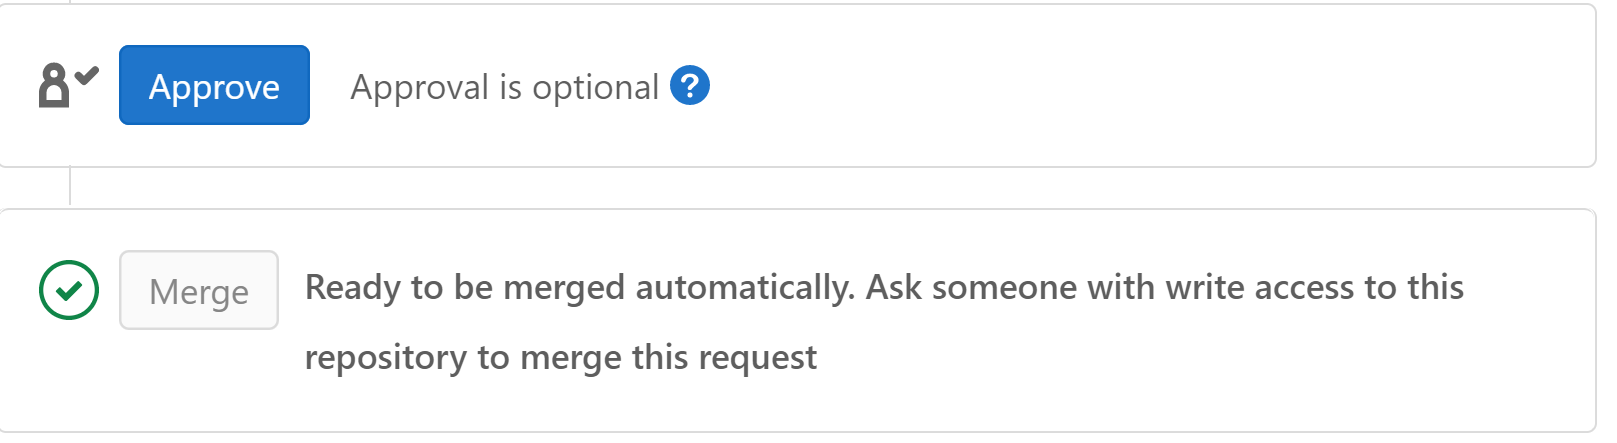 Approve Approval is optional ?
Merge Ready to be merged automatically. Ask someone with write access to this
repository to merge this request